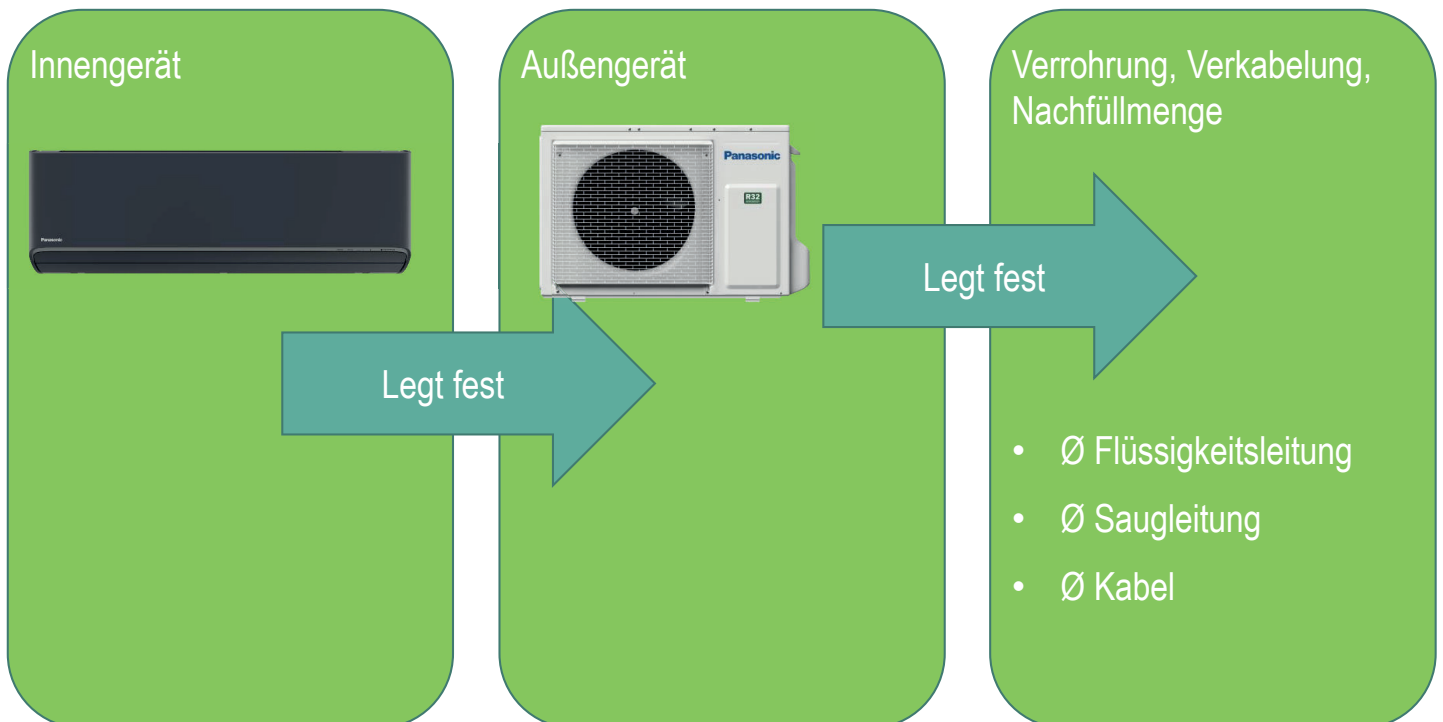 Innengerät
Panasonic
Legt fest
Außengerät
Panasonic
R32
Legt fest
Verrohrung, Verkabelung,
Nachfüllmenge
• Ø Flüssigkeitsleitung
• Ø Saugleitung
• Ø Kabel